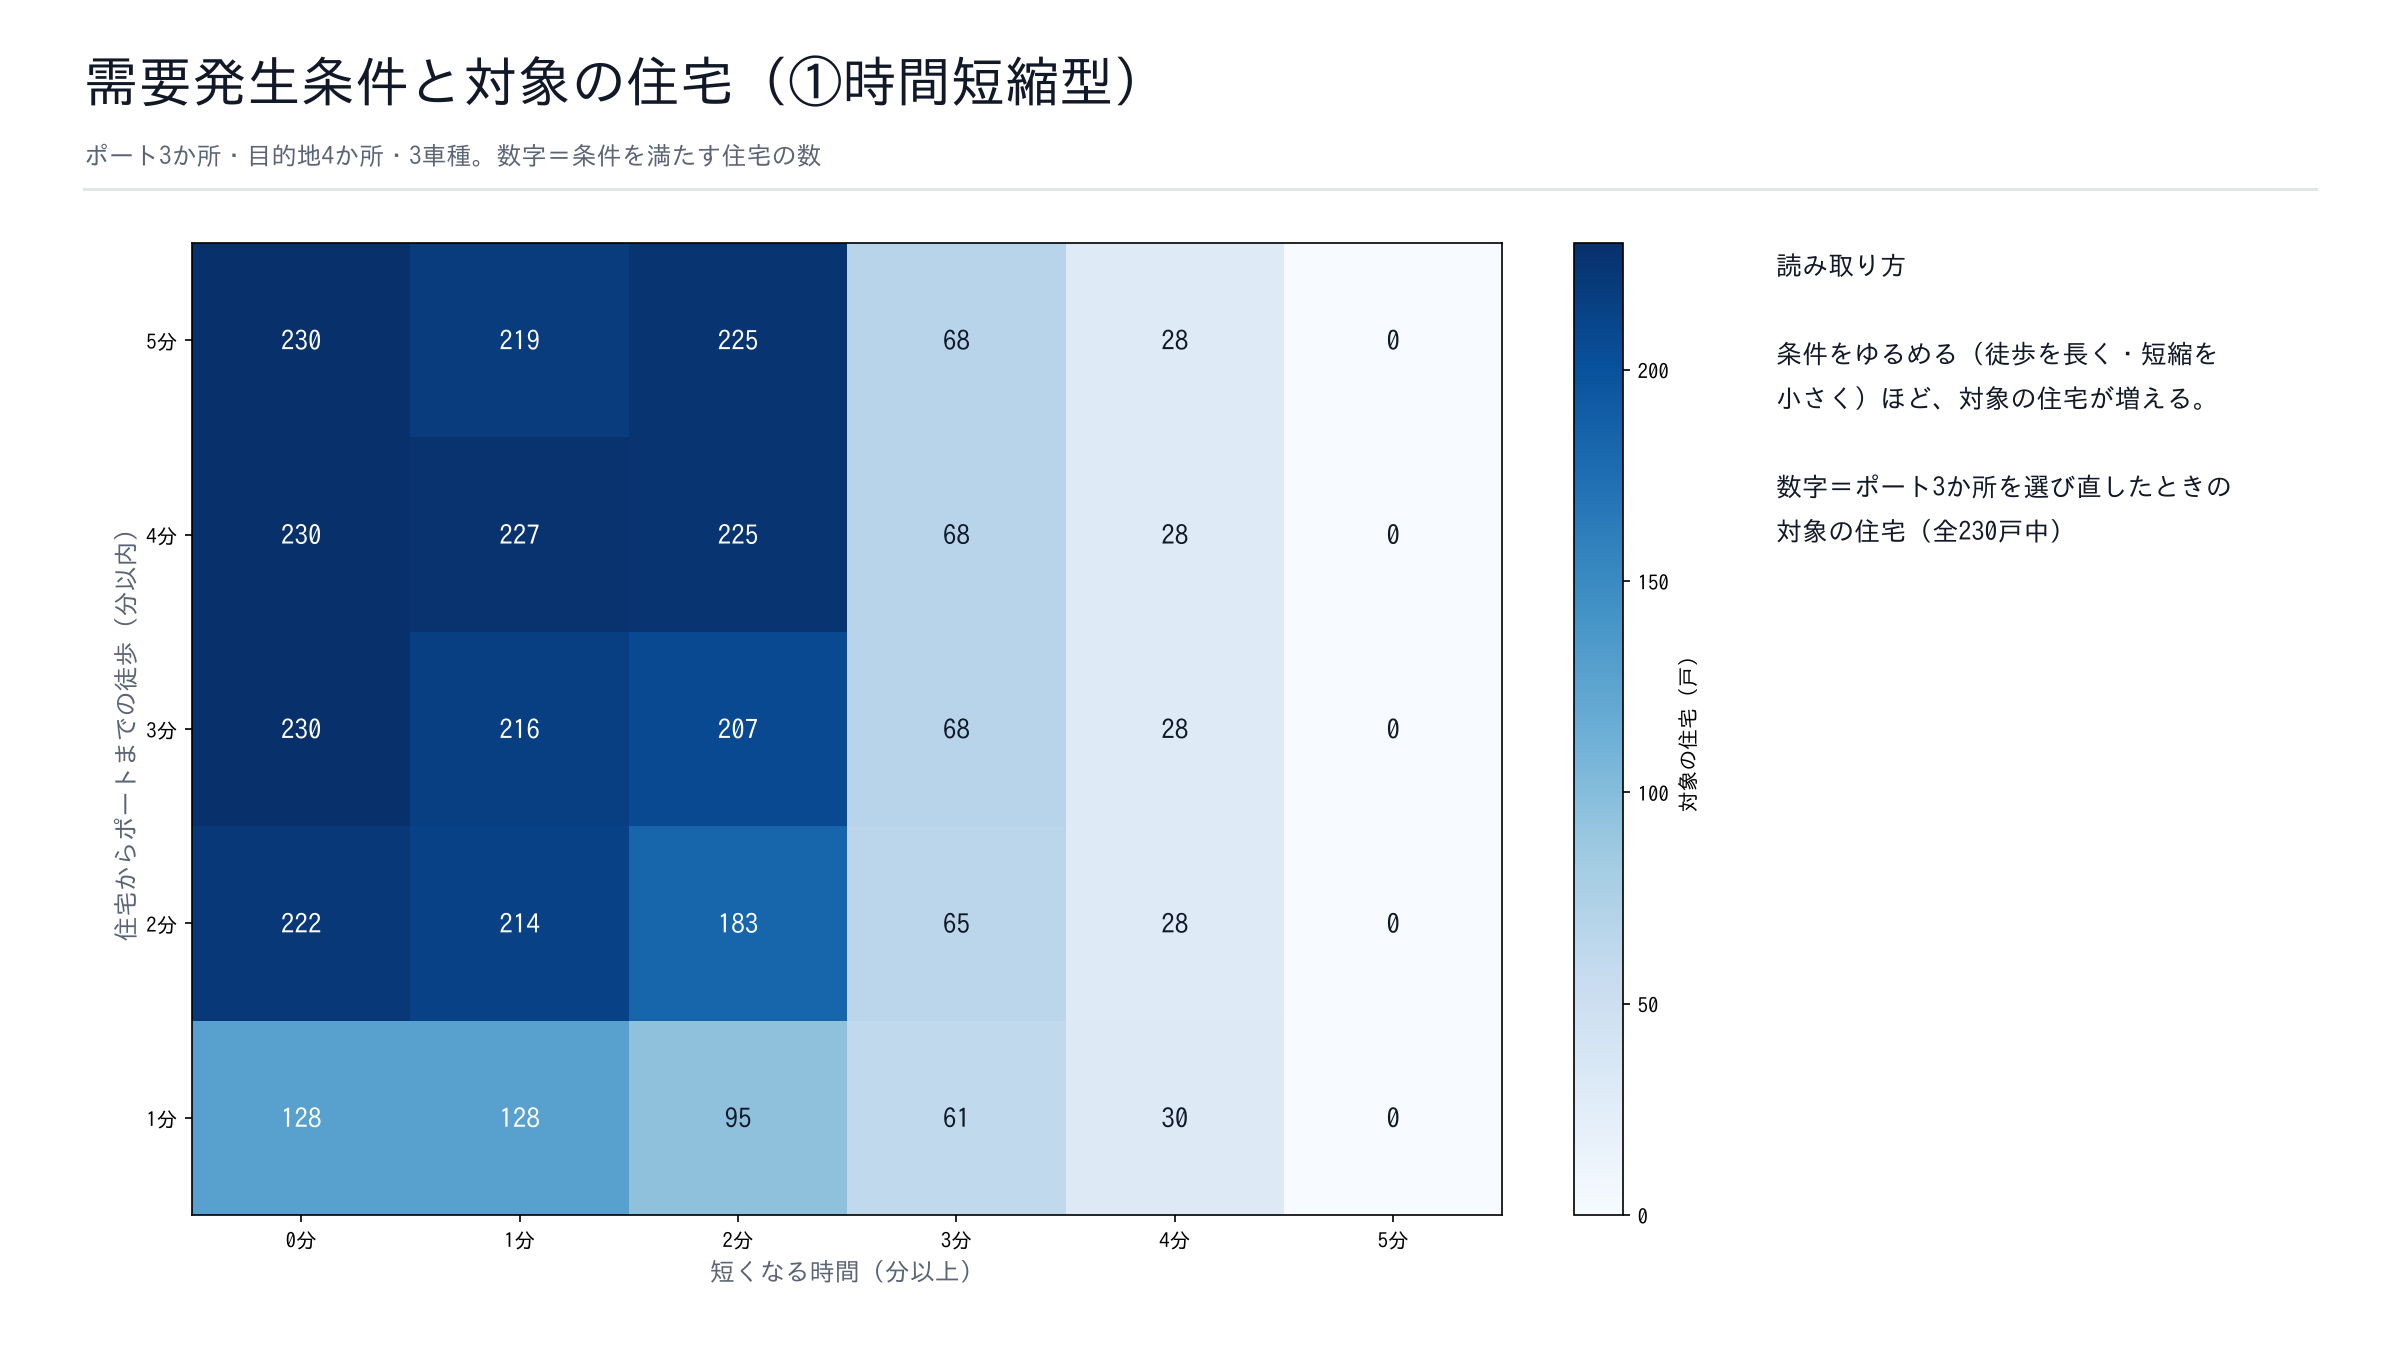 需要発生条件と対象の住宅（①時間短縮型）
ポート3か所・目的地4か所・3車種。数字＝条件を満たす住宅の数
住宅からポートまでの徒歩（分以内）
5分
230
219
225
68
28
0
4分
230
227
225
68
28
0
3分
230
216
207
68
28
0
2分
222
214
183
65
28
0
1分
128
128
95
61
30
0
0分
1分
2分
3分
4分
5分
短くなる時間（分以上）
200
150
100
50
0
対象の住宅（戸）
読み取り方
条件をゆるめる（徒歩を長く・短縮を
小さく）ほど、対象の住宅が増える。
数字＝ポート3か所を選び直したときの
対象の住宅（全230戸中）